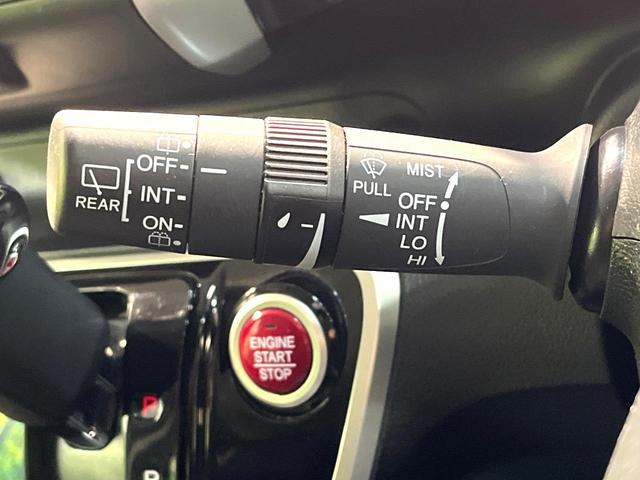 REAR
OFF
INT
ON
PULL
MIST
OFF
INT
LO
HI
ENGINE
START
STOP
P
R